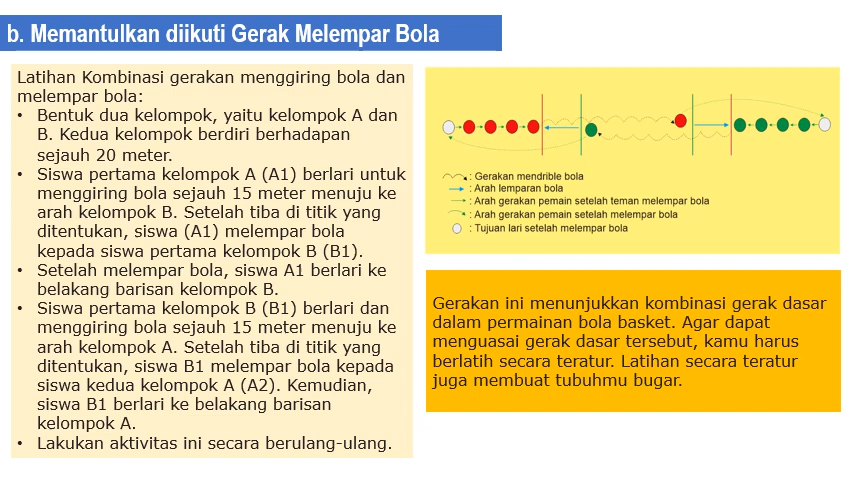 b. Memantulkan diikuti Gerak Melempar Bola
Latihan Kombinasi gerakan menggiring bola dan
melempar bola:
• Bentuk dua kelompok, yaitu kelompok A dan
B. Kedua kelompok berdiri berhadapan
sejauh 20 meter.
• Siswa pertama kelompok A (A1) berlari untuk
menggiring bola sejauh 15 meter menuju ke
arah kelompok B. Setelah tiba di titik yang
ditentukan, siswa (A1) melempar bola
kepada siswa pertama kelompok B (B1).
• Setelah melempar bola, siswa A1 berlari ke
belakang barisan kelompok B.
• Siswa pertama kelompok B (B1) berlari dan
menggiring bola sejauh 15 meter menuju ke
arah kelompok A. Setelah tiba di titik yang
ditentukan, siswa B1 melempar bola kepada
siswa kedua kelompok A (A2). Kemudian,
siswa B1 berlari ke belakang barisan
kelompok A.
• Lakukan aktivitas ini secara berulang-ulang.
: Gerakan mendrible bola
: Arah lemparan bola
: Arah gerakan pemain setelah teman melempar bola
: Arah gerakan pemain setelah melempar bola
: Tujuan lari setelah melempar bola
Gerakan ini menunjukkan kombinasi gerak dasar
dalam permainan bola basket. Agar dapat
menguasai gerak dasar tersebut, kamu harus
berlatih secara teratur. Latihan secara teratur
juga membuat tubuhmu bugar.